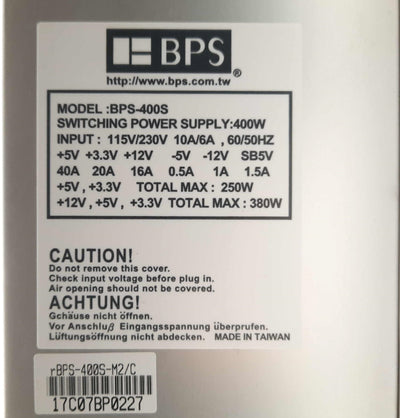 BPS
http://www.bps.com.tw®
MODEL :BPS-400S
SWITCHING POWER SUPPLY:400W
INPUT : 115V/230V 10A/6A , 60/50HZ
+5V +3.3V +12V -5V -12V SB5V
40A 20A 16A 0.5A 1A 1.5A
+5V , +3.3V TOTAL MAX : 250W
+12V , +5V , +3.3V TOTAL MAX : 380W
CAUTION!
Do not remove this cover.
Check input voltage before plug in.
Air opening should not be covered.
ACHTUNG!
Gchäuse nicht öffnen.
Vor Anschluβ Eingangsspannung überprufen.
Lüftungsöffnung nicht abdecken. MADE IN TAIWAN
rBPS-400S-M2/C
17C07BP0227